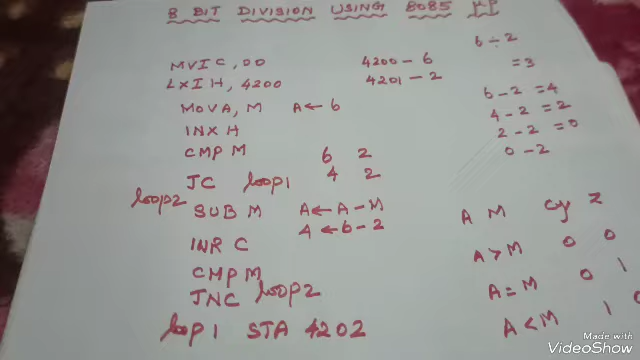 8 BIT DIVISION USING 8085 μP
MVI C, 00
LXI H, 4200
MOV A, M A ← 6
INX H
CMP M
JC loop1
loop2 SUB M A ← A - M
4 ← 6 - 2
INR C
CMP M
JNC loop2
loop1 STA 4202
4200 - 6
4201 - 2
6 2
4 2
6 ÷ 2
= 3
6 - 2 = 4
4 - 2 = 2
2 - 2 = 0
0 - 2
A M Cy Z
A > M 0 0
A = M 0 1
A < M 1 0
Made With
VideoShow